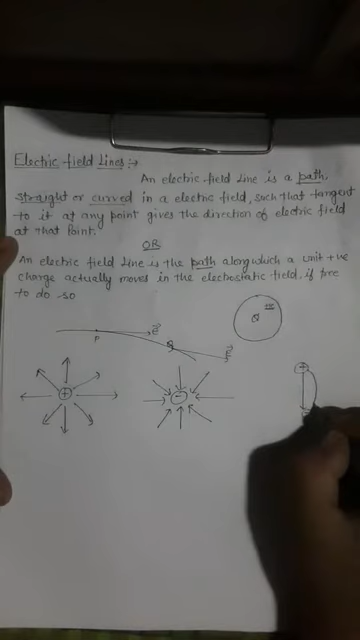 Electric field Lines :→
An electric field Line is a path,
straight or curved in a electric field, such that tangent
to it at any point gives the direction of electric field
at that point.
OR
An electric field Line is the path along which a unit +ve
charge actually moves in the electrostatic field, if free
to do so
P
E
Q
E
Q
+
-
+